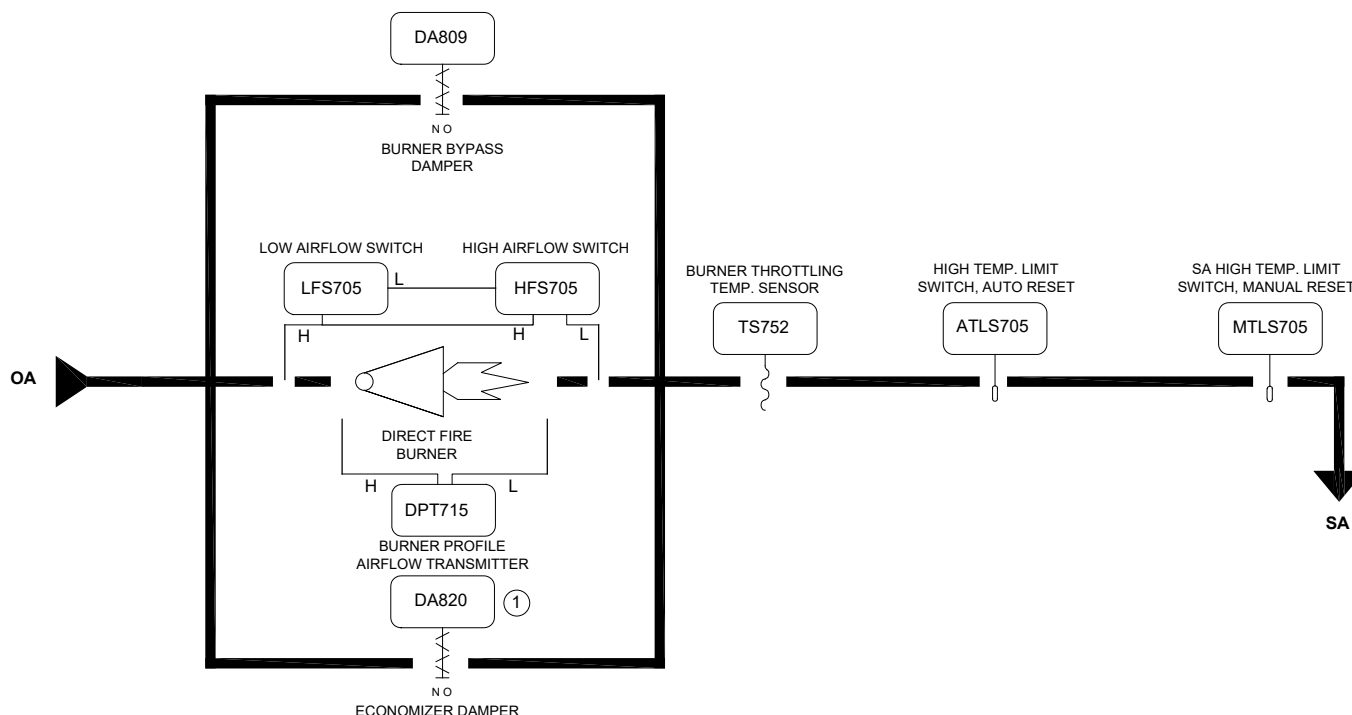 DA809
N O
BURNER BYPASS
DAMPER
LOW AIRFLOW SWITCH
HIGH AIRFLOW SWITCH
LFS705
L
HFS705
H
H
L
BURNER THROTTLING
TEMP. SENSOR
TS752
HIGH TEMP. LIMIT
SWITCH, AUTO RESET
ATLS705
SA HIGH TEMP. LIMIT
SWITCH, MANUAL RESET
MTLS705
OA
DIRECT FIRE
BURNER
H
L
DPT715
BURNER PROFILE
AIRFLOW TRANSMITTER
SA
DA820
1
N O
ECONOMIZER DAMPER